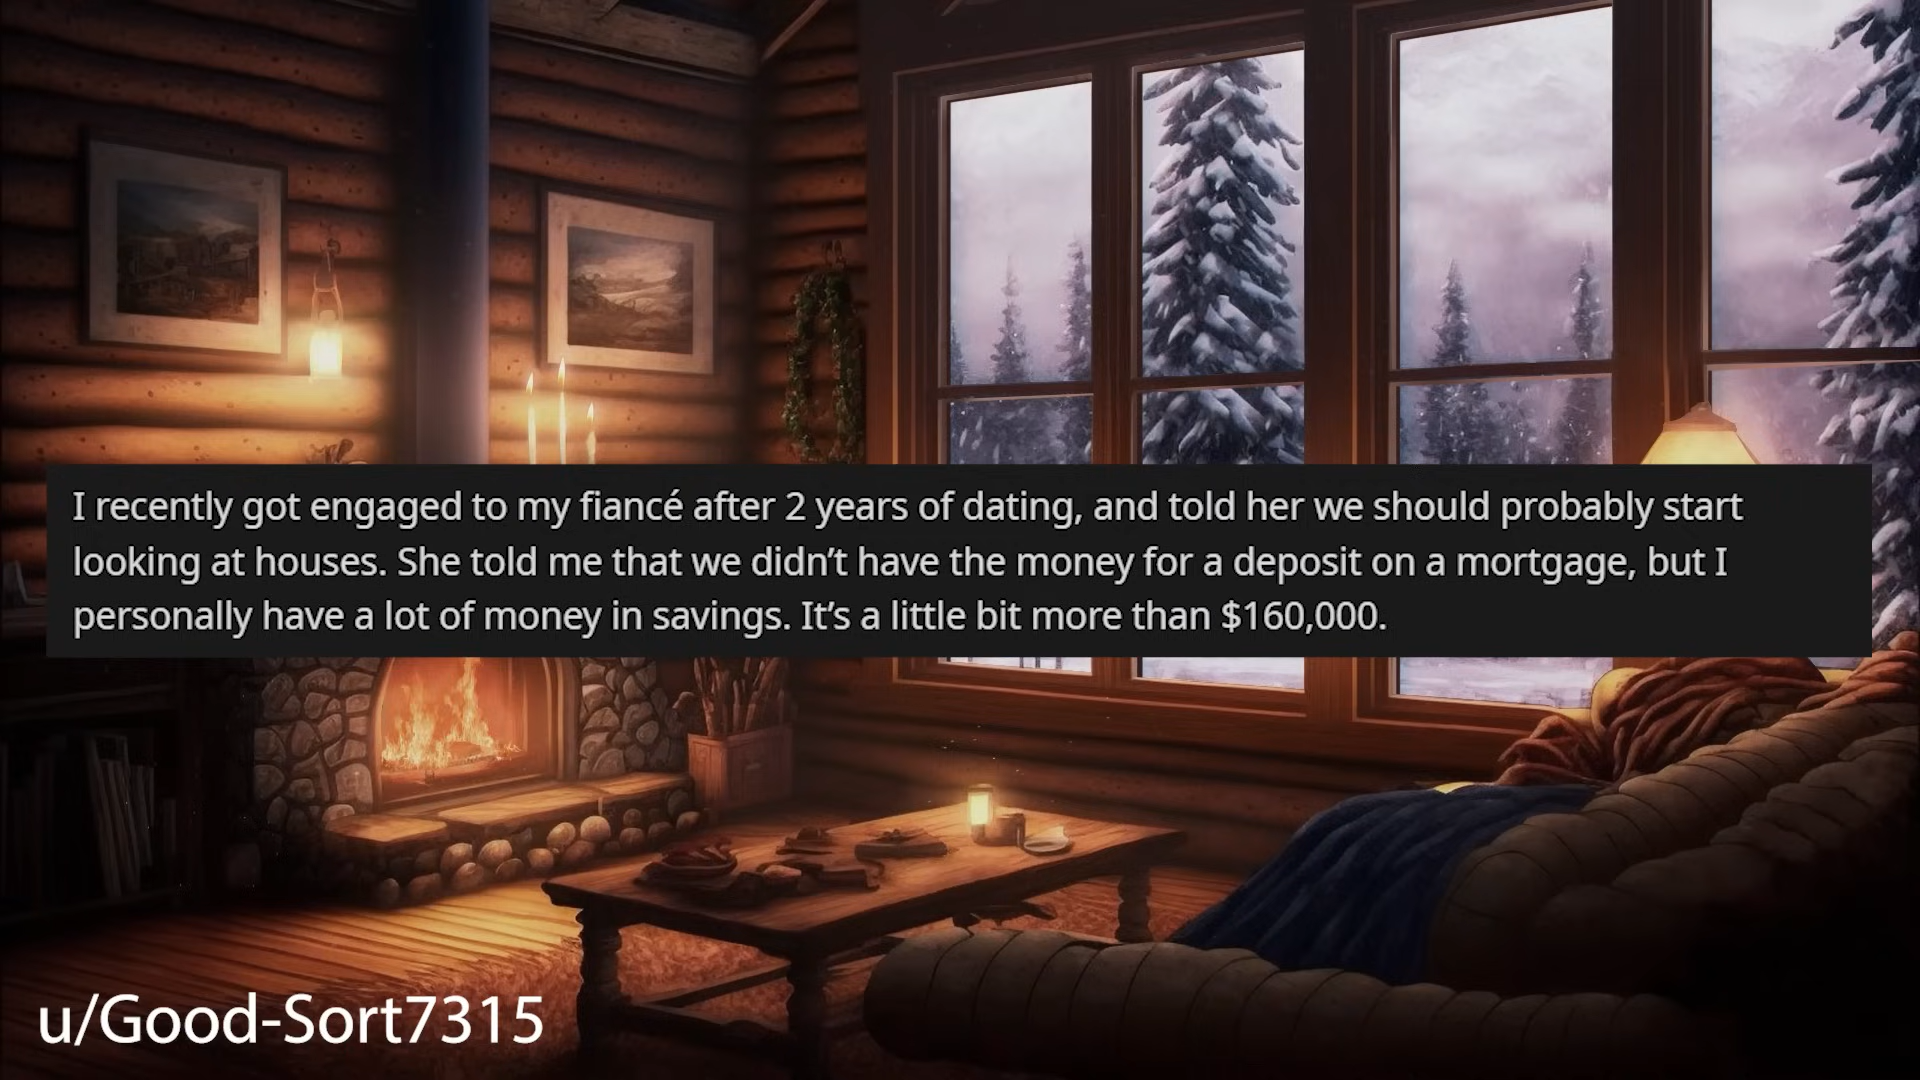 I recently got engaged to my fiancé after 2 years of dating, and told her we should probably start
looking at houses. She told me that we didn’t have the money for a deposit on a mortgage, but I
personally have a lot of money in savings. It’s a little bit more than $160,000.
u/Good-Sort7315